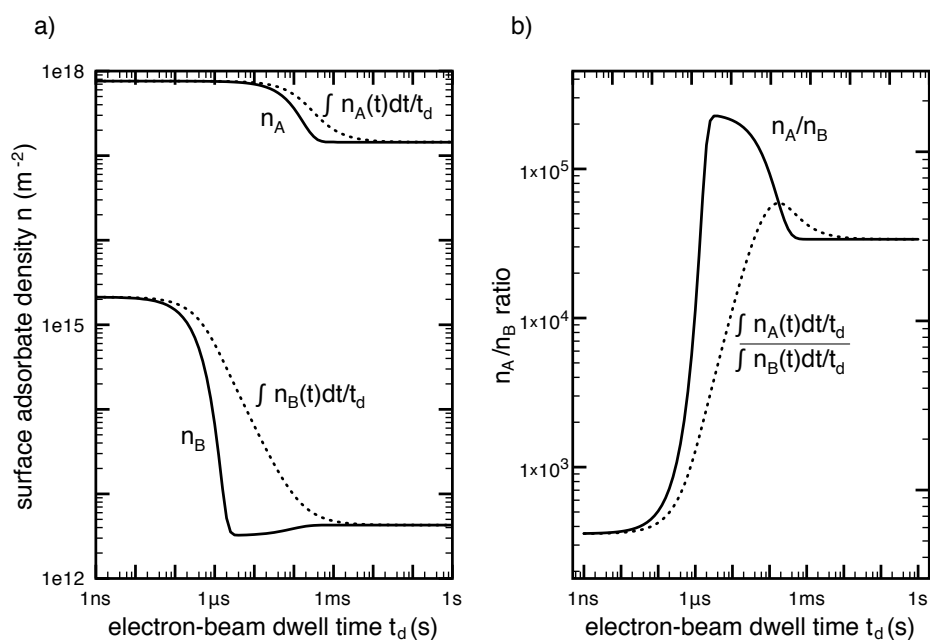 a)
1e18
1e15
1e12
surface adsorbate density n (m⁻²)
n_A
∫ n_A(t)dt/t_d
n_B
∫ n_B(t)dt/t_d
1ns
1µs
1ms
1s
electron-beam dwell time t_d (s)
b)
1×10⁵
1×10⁴
1×10³
n_A/n_B ratio
n_A/n_B
∫ n_A(t)dt/t_d
∫ n_B(t)dt/t_d
1ns
1µs
1ms
1s
electron-beam dwell time t_d (s)